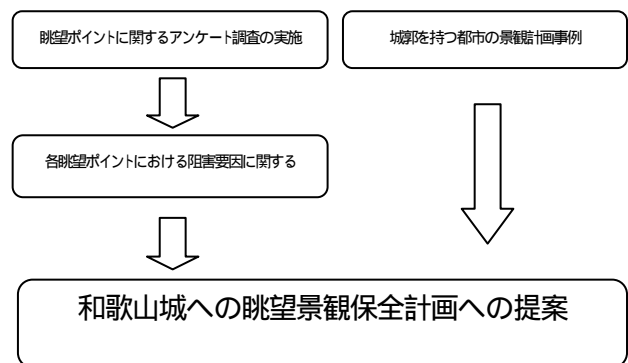 眺望ポイントに関するアンケート調査の実施
城郭を持つ都市の景観計画事例
各眺望ポイントにおける阻害要因に関する
和歌山城への眺望景観保全計画への提案